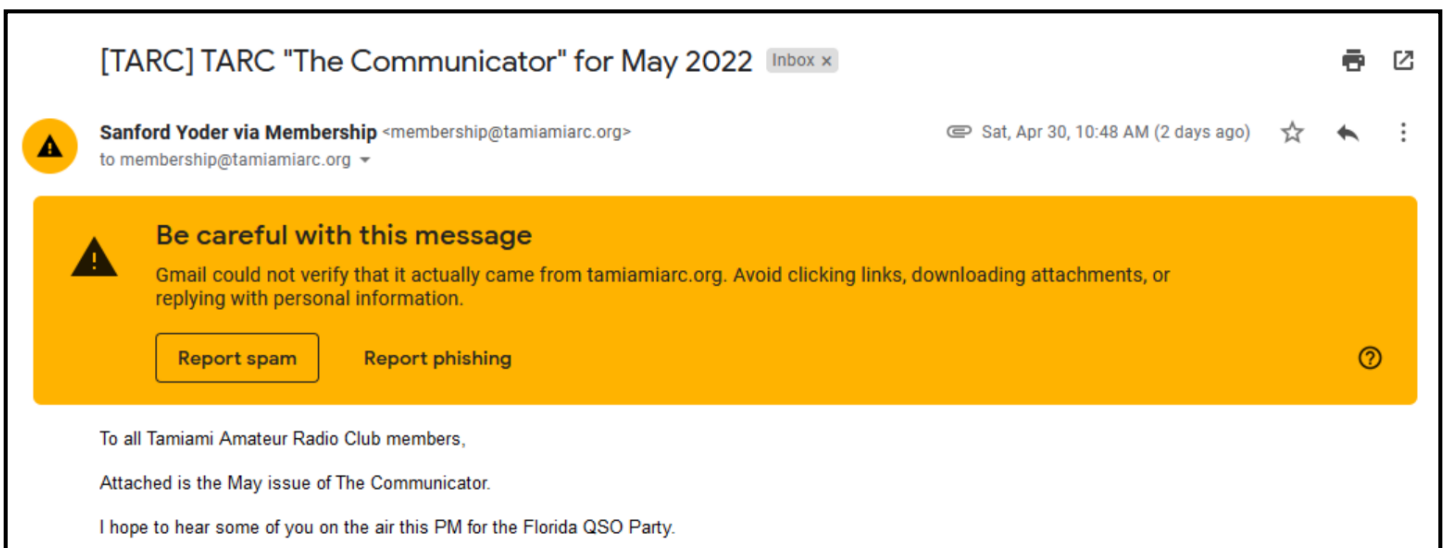 [TARC] TARC "The Communicator" for May 2022 Inbox x
Sanford Yoder via Membership <membership@tamiamiarc.org> Sat, Apr 30, 10:48 AM (2 days ago)
to membership@tamiamiarc.org
Be careful with this message
Gmail could not verify that it actually came from tamiamiarc.org. Avoid clicking links, downloading attachments, or
replying with personal information.
Report spam Report phishing
To all Tamiami Amateur Radio Club members,
Attached is the May issue of The Communicator.
I hope to hear some of you on the air this PM for the Florida QSO Party.